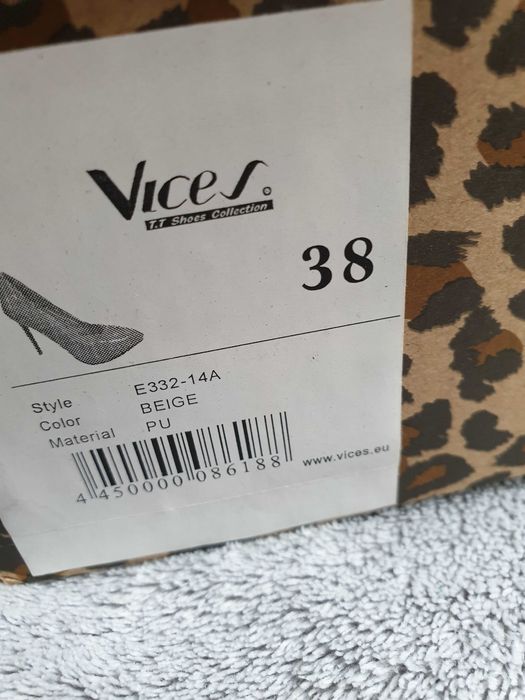 Vices®
T.T Shoes Collection
38
Style E332-14A
Color BEIGE
Material PU
4 450000 086188
www.vices.eu